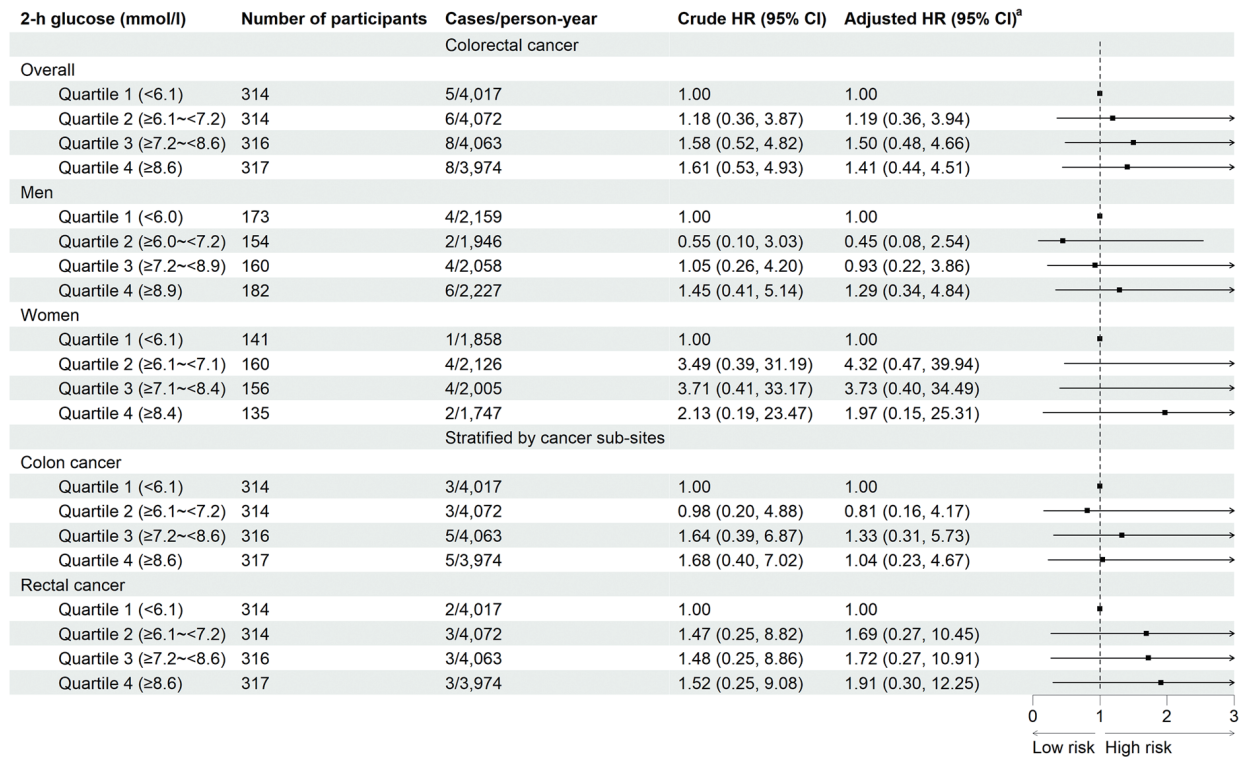 2-h glucose (mmol/l) Number of participants Cases/person-year Crude HR (95% CI) Adjusted HR (95% CI)a
Colorectal cancer
Overall
Quartile 1 (<6.1) 314 5/4,017 1.00 1.00
Quartile 2 (≥6.1~<7.2) 314 6/4,072 1.18 (0.36, 3.87) 1.19 (0.36, 3.94)
Quartile 3 (≥7.2~<8.6) 316 8/4,063 1.58 (0.52, 4.82) 1.50 (0.48, 4.66)
Quartile 4 (≥8.6) 317 8/3,974 1.61 (0.53, 4.93) 1.41 (0.44, 4.51)
Men
Quartile 1 (<6.0) 173 4/2,159 1.00 1.00
Quartile 2 (≥6.0~<7.2) 154 2/1,946 0.55 (0.10, 3.03) 0.45 (0.08, 2.54)
Quartile 3 (≥7.2~<8.9) 160 4/2,058 1.05 (0.26, 4.20) 0.93 (0.22, 3.86)
Quartile 4 (≥8.9) 182 6/2,227 1.45 (0.41, 5.14) 1.29 (0.34, 4.84)
Women
Quartile 1 (<6.1) 141 1/1,858 1.00 1.00
Quartile 2 (≥6.1~<7.1) 160 4/2,126 3.49 (0.39, 31.19) 4.32 (0.47, 39.94)
Quartile 3 (≥7.1~<8.4) 156 4/2,005 3.71 (0.41, 33.17) 3.73 (0.40, 34.49)
Quartile 4 (≥8.4) 135 2/1,747 2.13 (0.19, 23.47) 1.97 (0.15, 25.31)
Stratified by cancer sub-sites
Colon cancer
Quartile 1 (<6.1) 314 3/4,017 1.00 1.00
Quartile 2 (≥6.1~<7.2) 314 3/4,072 0.98 (0.20, 4.88) 0.81 (0.16, 4.17)
Quartile 3 (≥7.2~<8.6) 316 5/4,063 1.64 (0.39, 6.87) 1.33 (0.31, 5.73)
Quartile 4 (≥8.6) 317 5/3,974 1.68 (0.40, 7.02) 1.04 (0.23, 4.67)
Rectal cancer
Quartile 1 (<6.1) 314 2/4,017 1.00 1.00
Quartile 2 (≥6.1~<7.2) 314 3/4,072 1.47 (0.25, 8.82) 1.69 (0.27, 10.45)
Quartile 3 (≥7.2~<8.6) 316 3/4,063 1.48 (0.25, 8.86) 1.72 (0.27, 10.91)
Quartile 4 (≥8.6) 317 3/3,974 1.52 (0.25, 9.08) 1.91 (0.30, 12.25)
0 1 2 3
Low risk High risk